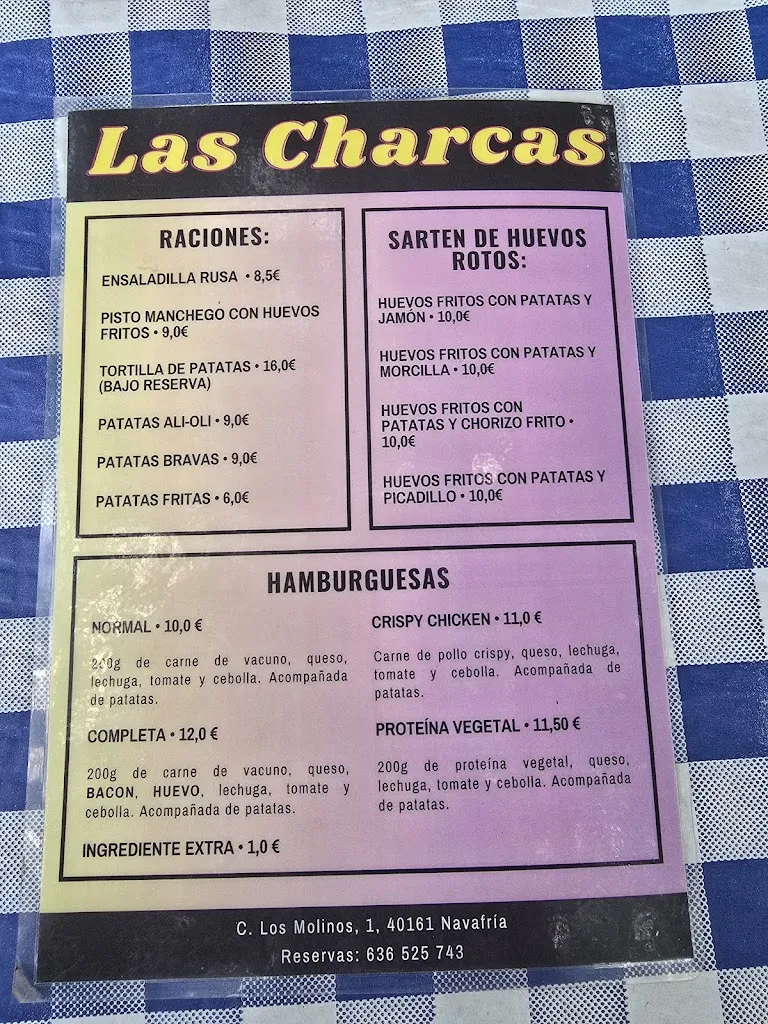 Las Charcas
RACIONES:
ENSALADILLA RUSA • 8,5€
PISTO MANCHEGO CON HUEVOS
FRITOS • 9,0€
TORTILLA DE PATATAS • 16,0€
(BAJO RESERVA)
PATATAS ALI-OLI • 9,0€
PATATAS BRAVAS • 9,0€
PATATAS FRITAS • 6,0€
SARTEN DE HUEVOS
ROTOS:
HUEVOS FRITOS CON PATATAS Y
JAMÓN • 10,0€
HUEVOS FRITOS CON PATATAS Y
MORCILLA • 10,0€
HUEVOS FRITOS CON
PATATAS Y CHORIZO FRITO •
10,0€
HUEVOS FRITOS CON PATATAS Y
PICADILLO • 10,0€
HAMBURGUESAS
NORMAL • 10,0 €
200g de carne de vacuno, queso,
lechuga, tomate y cebolla. Acompañada
de patatas.
COMPLETA • 12,0 €
200g de carne de vacuno, queso,
BACON, HUEVO, lechuga, tomate y
cebolla. Acompañada de patatas.
INGREDIENTE EXTRA • 1,0 €
CRISPY CHICKEN • 11,0 €
Carne de pollo crispy, queso, lechuga,
tomate y cebolla. Acompañada de
patatas.
PROTEÍNA VEGETAL • 11,50 €
200g de proteína vegetal, queso,
lechuga, tomate y cebolla. Acompañada
de patatas.
C. Los Molinos, 1, 40161 Navafría
Reservas: 636 525 743